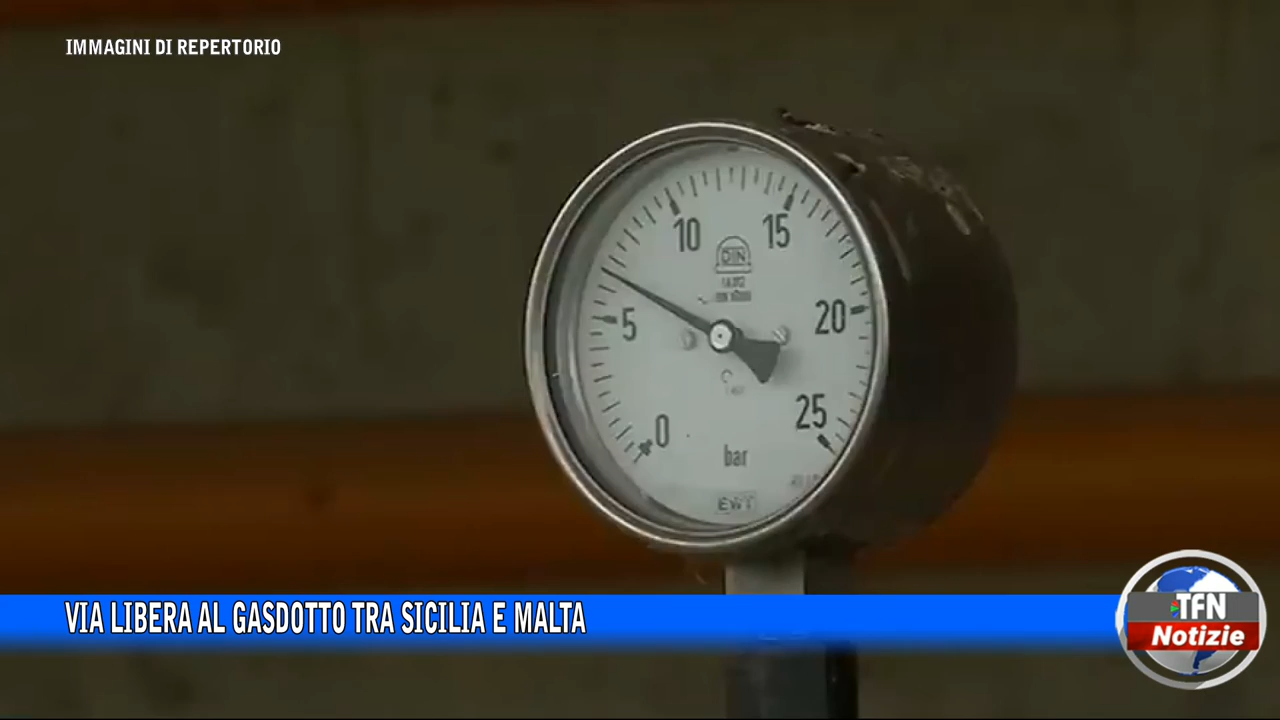 IMMAGINI DI REPERTORIO
10
15
DIN
5
20
0
25
bar
EWT
VIA LIBERA AL GASDOTTO TRA SICILIA E MALTA
TFN
Notizie